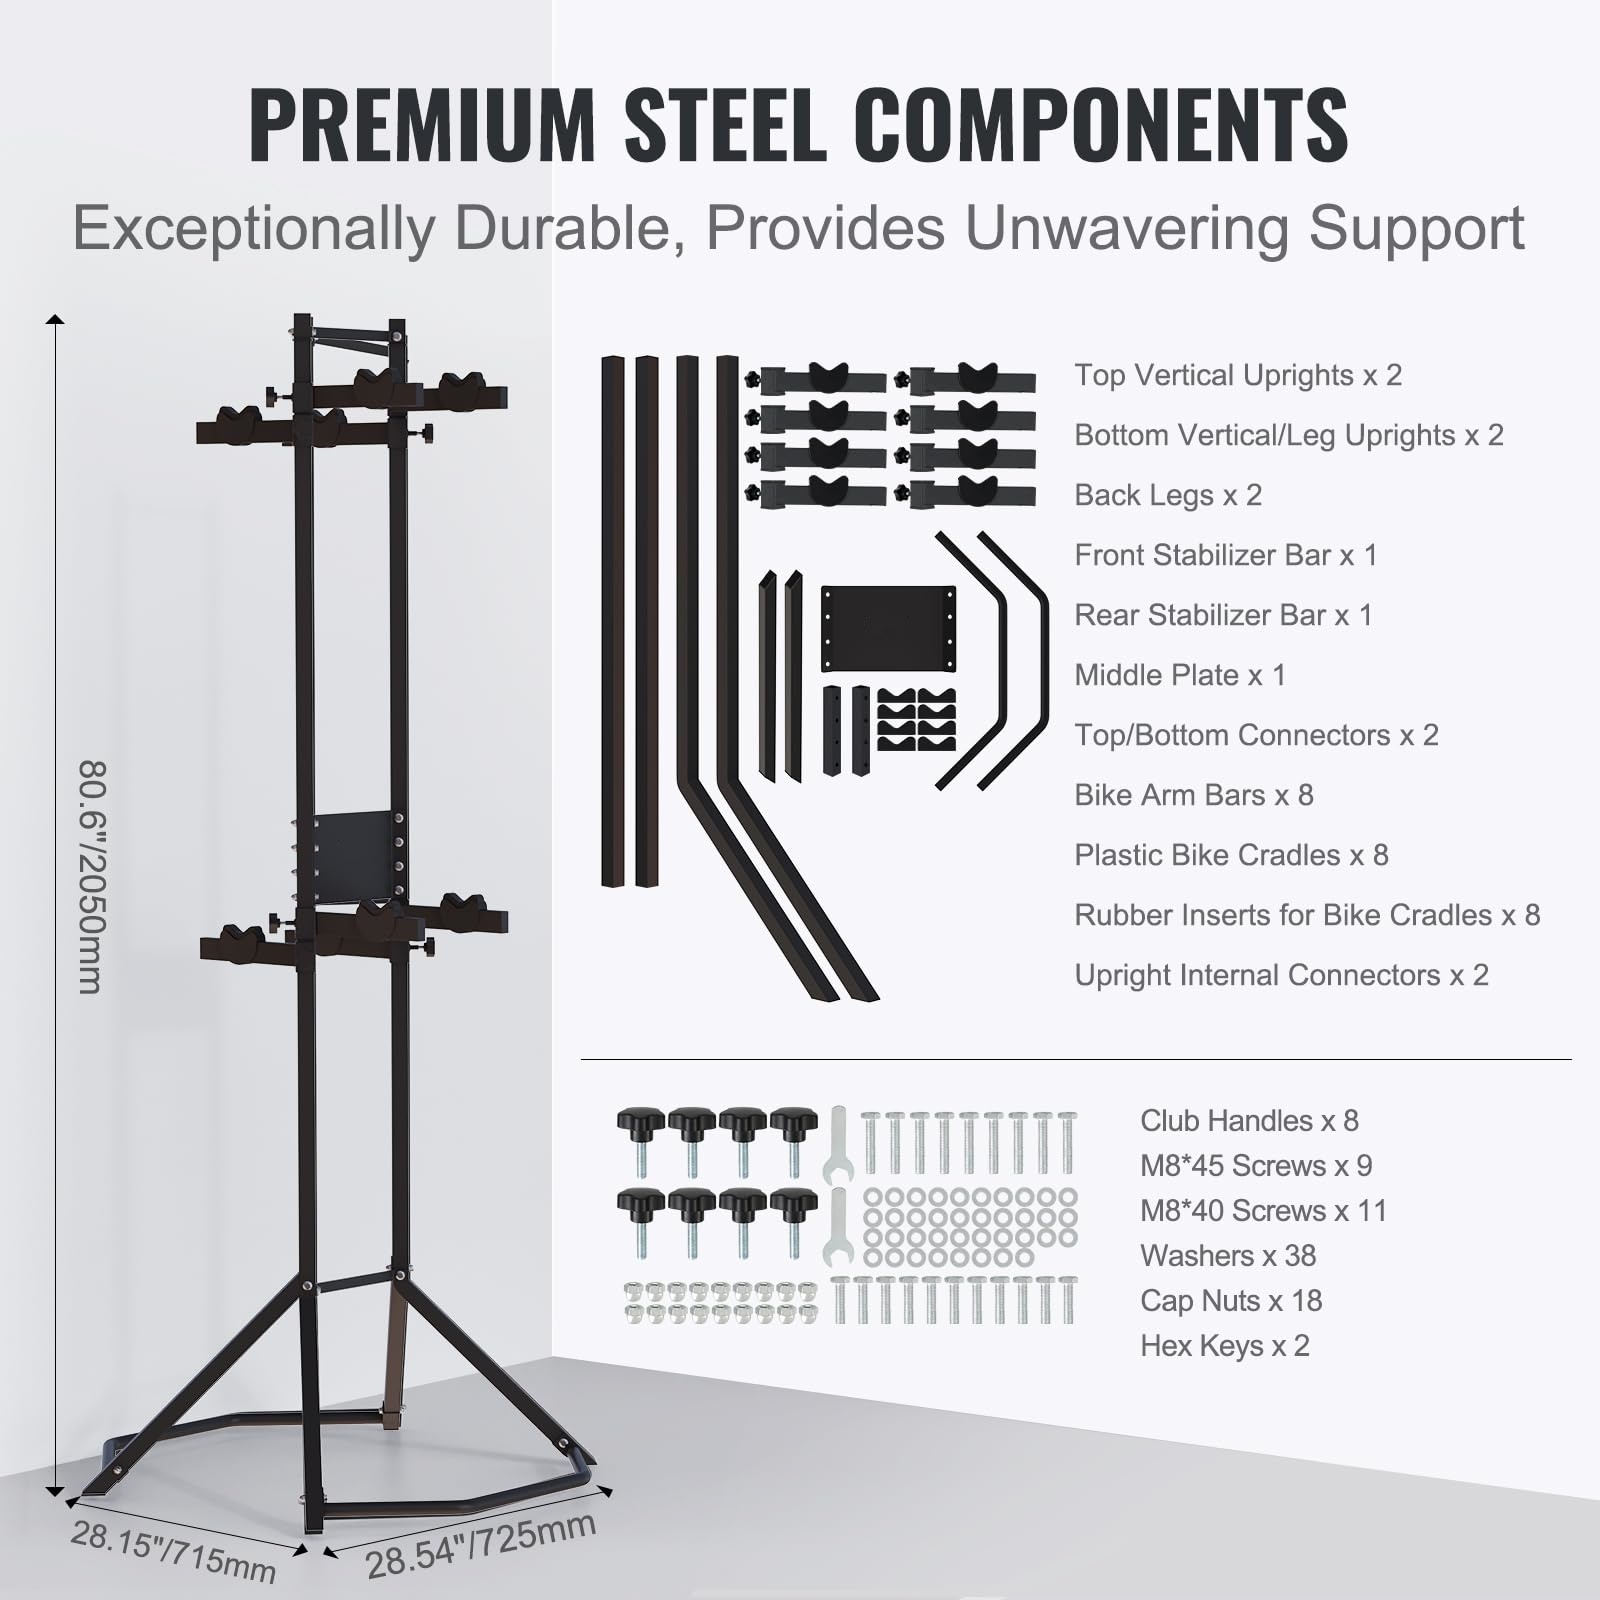 PREMIUM STEEL COMPONENTS
Exceptionally Durable, Provides Unwavering Support
80.6"/2050mm
28.15"/715mm
28.54"/725mm
Top Vertical Uprights x 2
Bottom Vertical/Leg Uprights x 2
Back Legs x 2
Front Stabilizer Bar x 1
Rear Stabilizer Bar x 1
Middle Plate x 1
Top/Bottom Connectors x 2
Bike Arm Bars x 8
Plastic Bike Cradles x 8
Rubber Inserts for Bike Cradles x 8
Upright Internal Connectors x 2
Club Handles x 8
M8*45 Screws x 9
M8*40 Screws x 11
Washers x 38
Cap Nuts x 18
Hex Keys x 2